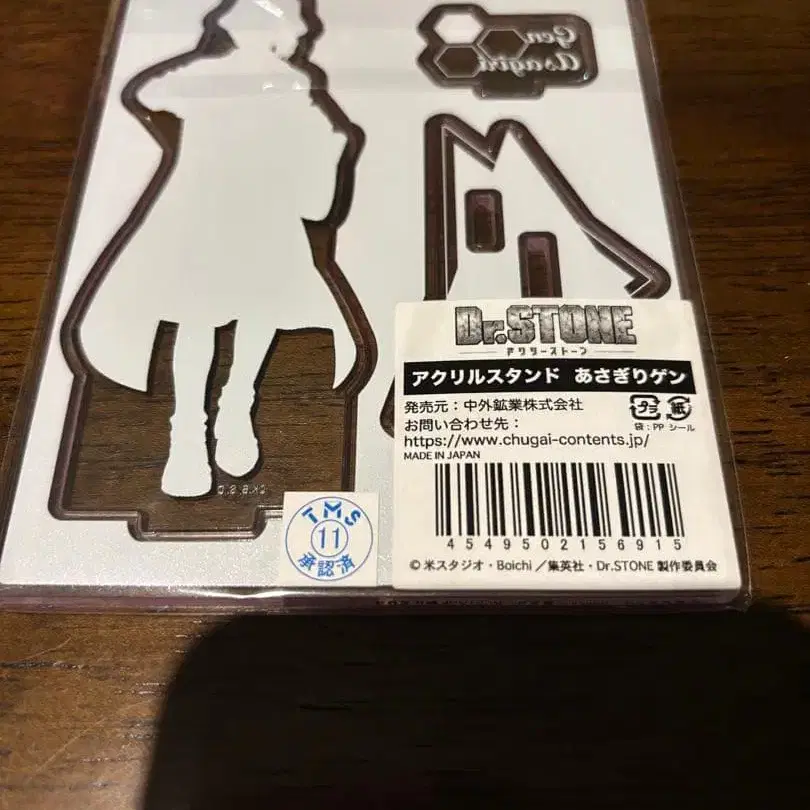 Gen
Asagiri
Dr.STONE
ドクターストーン
アクリルスタンド あさぎりゲン
発売元：中外鉱業株式会社
お問い合わせ先：
https://www.chugai-contents.jp/
MADE IN JAPAN
プラ 紙
袋：PP シール
4549502156915
© 米スタジオ・Boichi／集英社・Dr.STONE 製作委員会
TMS
11
承認済